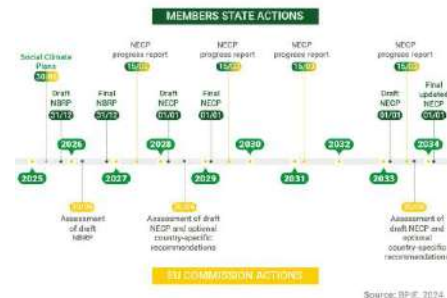 MEMBERS STATE ACTIONS
Social Climate
Plans
NECP
progress report
15/03
NECP
progress report
15/03
NECP
progress report
15/03
NECP
progress report
15/03
Draft
NBRP
31/12
Final
NBRP
31/12
Draft
NECP
01/01
Final
NECP
01/01
Draft
NECP
01/01
Final
updated
NECP
01/01
2026
2028
2030
2032
2034
2025
2027
2029
2031
2033
Assessment
of draft
NBRP
Assessment of draft
NECP and optional
country-specific
recommendations
Assessment of
draft NECP and
optional
country-specific
recommendations
EU COMMISSION ACTIONS
Source: BPIE, 2024